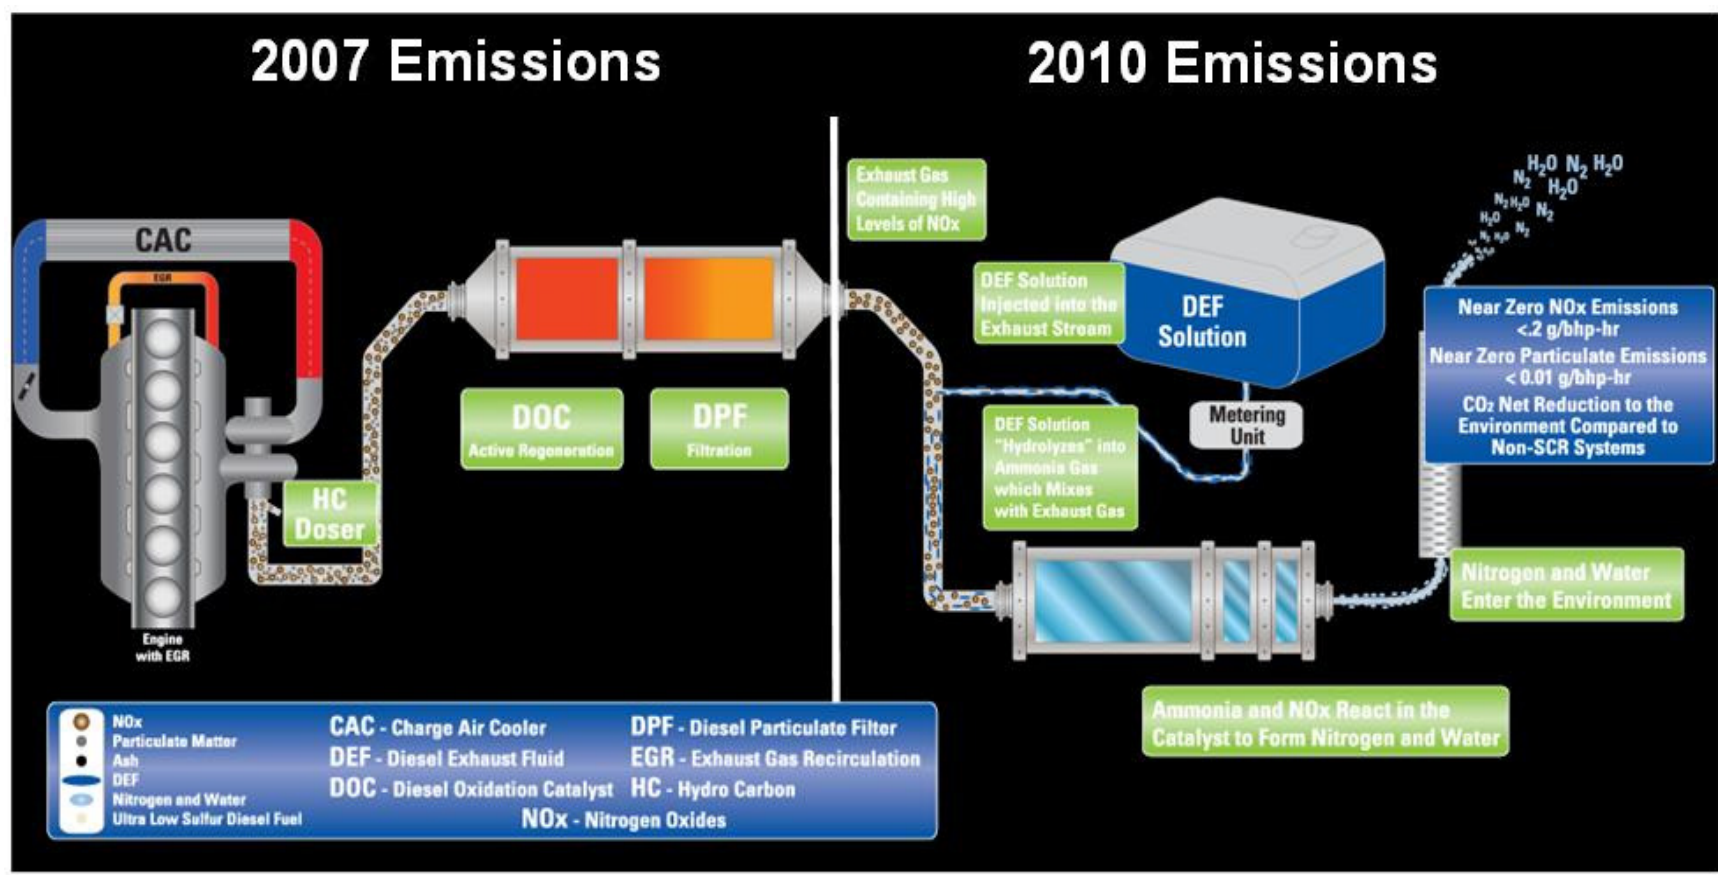 2007 Emissions
2010 Emissions
CAC
EGR
Engine
with EGR
HC
Doser
DOC
Active Regeneration
DPF
Filtration
Exhaust Gas
Containing High
Levels of NOx
DEF Solution
Injected into the
Exhaust Stream
DEF
Solution
Metering
Unit
DEF Solution
"Hydrolyzes" into
Ammonia Gas
which Mixes
with Exhaust Gas
H₂O N₂ H₂O
N₂ H₂O
N₂ H₂O N₂
H₂O N₂
N₂ H₂O
Near Zero NOx Emissions
<.2 g/bhp-hr
Near Zero Particulate Emissions
< 0.01 g/bhp-hr
CO₂ Net Reduction to the
Environment Compared to
Non-SCR Systems
Nitrogen and Water
Enter the Environment
Ammonia and NOx React in the
Catalyst to Form Nitrogen and Water
NOx
Particulate Matter
Ash
DEF
Nitrogen and Water
Ultra Low Sulfur Diesel Fuel
CAC - Charge Air Cooler
DEF - Diesel Exhaust Fluid
DOC - Diesel Oxidation Catalyst
DPF - Diesel Particulate Filter
EGR - Exhaust Gas Recirculation
HC - Hydro Carbon
NOx - Nitrogen Oxides